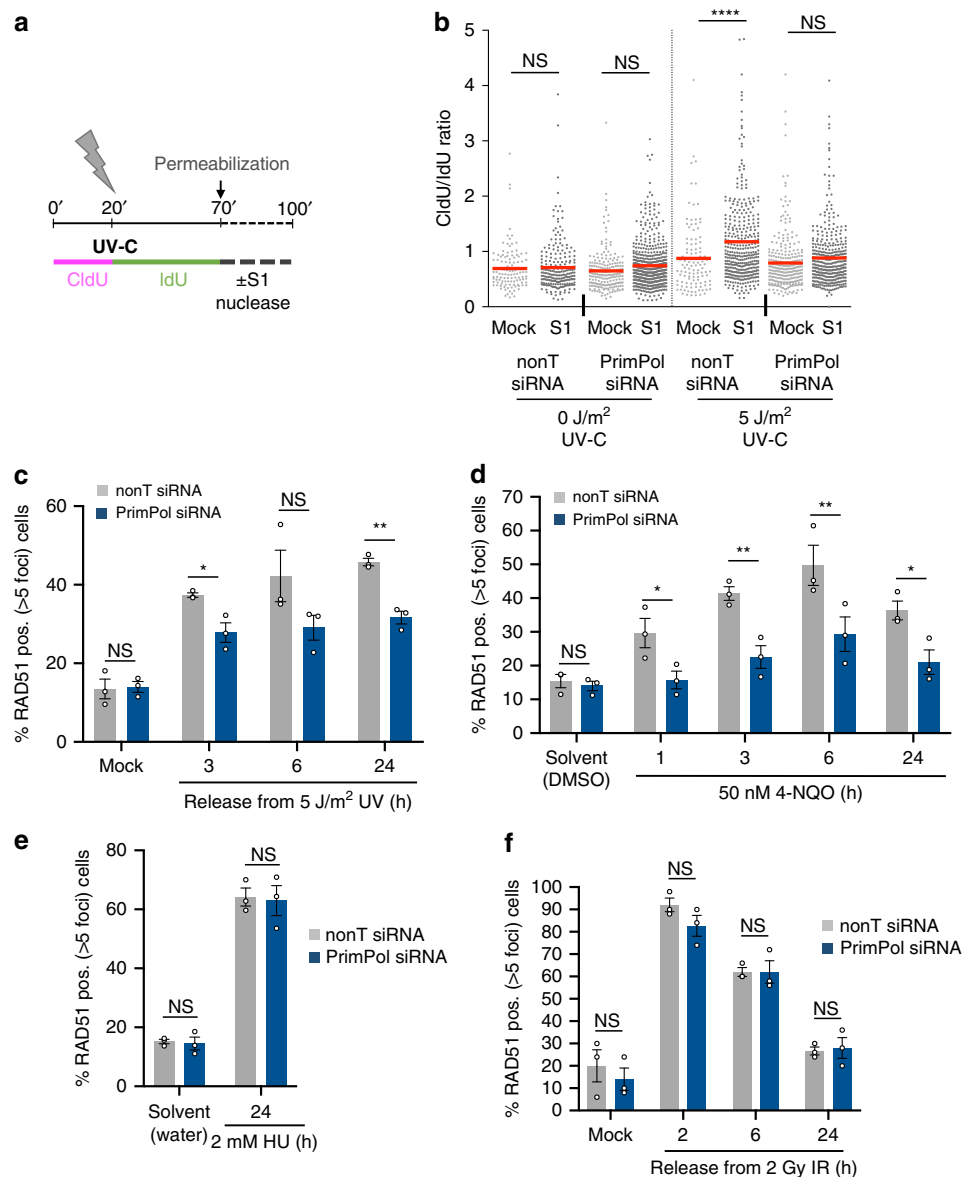 a
Permeabilization
0′ 20′ 70′ 100′
UV-C
CldU IdU ±S1
nuclease
b
CldU/IdU ratio
5
4
3
2
1
0
NS NS **** NS
Mock S1 Mock S1 Mock S1 Mock S1
nonT siRNA PrimPol siRNA nonT siRNA PrimPol siRNA
0 J/m² UV-C 5 J/m² UV-C
c
nonT siRNA
PrimPol siRNA
% RAD51 pos. (>5 foci) cells
60
40
20
0
NS * NS **
Mock 3 6 24
Release from 5 J/m² UV (h)
d
nonT siRNA
PrimPol siRNA
% RAD51 pos. (>5 foci) cells
70
60
50
40
30
20
10
0
NS * ** ** *
Solvent (DMSO) 1 3 6 24
50 nM 4-NQO (h)
e
% RAD51 pos. (>5 foci) cells
80
60
40
20
0
NS NS
nonT siRNA
PrimPol siRNA
Solvent (water) 24
2 mM HU (h)
f
% RAD51 pos. (>5 foci) cells
100
90
80
70
60
50
40
30
20
10
0
NS NS NS NS
nonT siRNA
PrimPol siRNA
Mock 2 6 24
Release from 2 Gy IR (h)